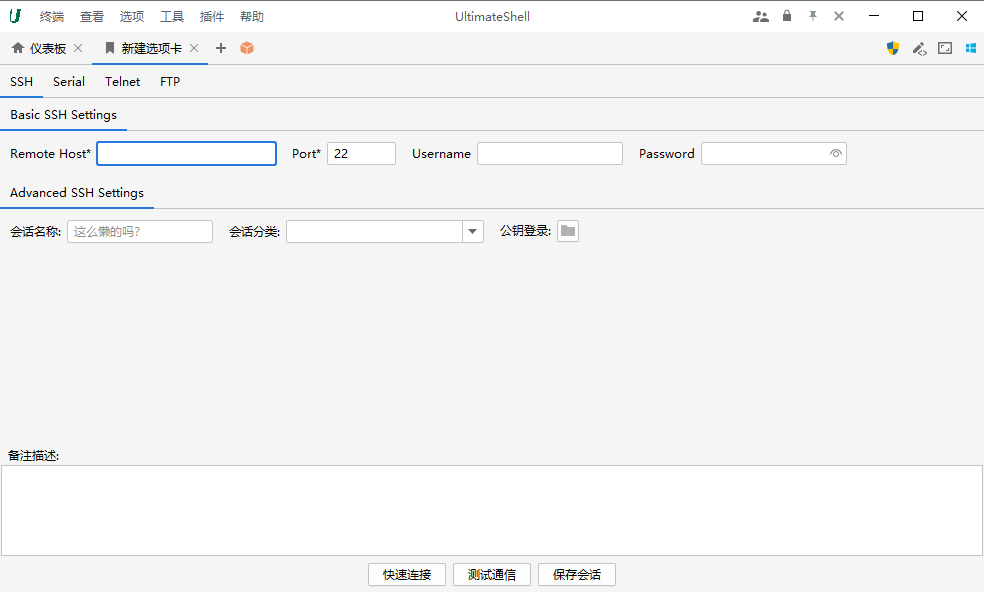 终端 查看 选项 工具 插件 帮助 UltimateShell
仪表板 新建选项卡
SSH Serial Telnet FTP
Basic SSH Settings
Remote Host* Port* 22 Username Password
Advanced SSH Settings
会话名称: 这么懒的吗? 会话分类: 公钥登录:
备注描述:
快速连接 测试通信 保存会话